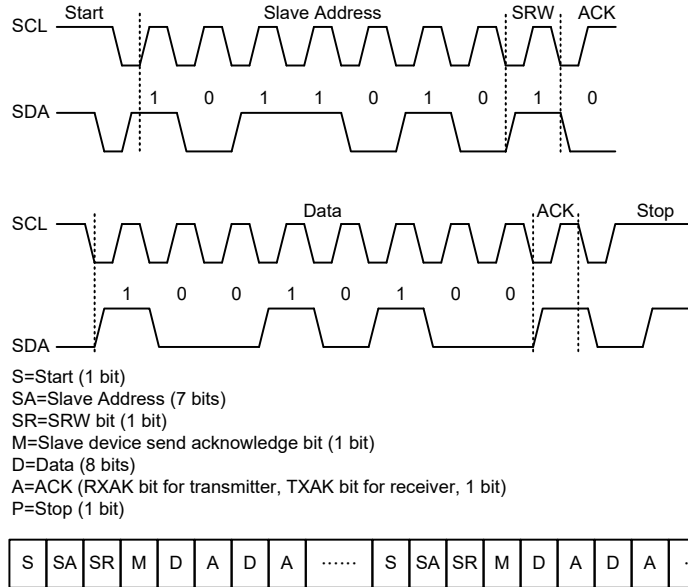 Start Slave Address SRW ACK
SCL
1 0 1 1 0 1 0 1 0
SDA
Data ACK Stop
SCL
1 0 0 1 0 1 0 0
SDA
S=Start (1 bit)
SA=Slave Address (7 bits)
SR=SRW bit (1 bit)
M=Slave device send acknowledge bit (1 bit)
D=Data (8 bits)
A=ACK (RXAK bit for transmitter, TXAK bit for receiver, 1 bit)
P=Stop (1 bit)
S SA SR M D A D A ...... S SA SR M D A D A